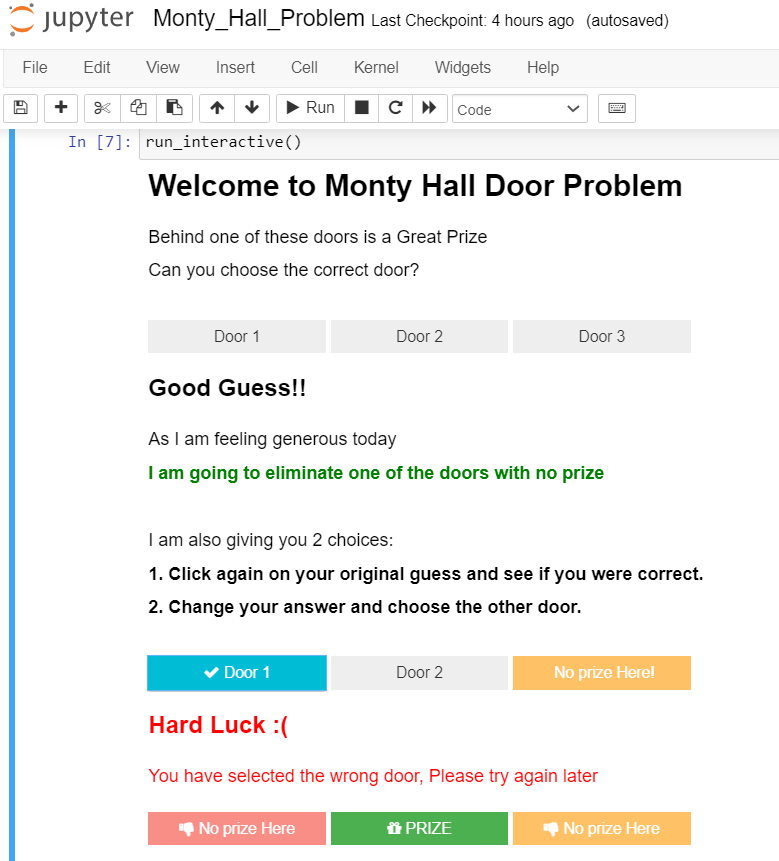 jupyter Monty_Hall_Problem Last Checkpoint: 4 hours ago (autosaved)
File Edit View Insert Cell Kernel Widgets Help
Run Code
In [7]: run_interactive()
Welcome to Monty Hall Door Problem
Behind one of these doors is a Great Prize
Can you choose the correct door?
Door 1 Door 2 Door 3
Good Guess!!
As I am feeling generous today
I am going to eliminate one of the doors with no prize
I am also giving you 2 choices:
1. Click again on your original guess and see if you were correct.
2. Change your answer and choose the other door.
Door 1 Door 2 No prize Here!
Hard Luck :(
You have selected the wrong door, Please try again later
No prize Here PRIZE No prize Here